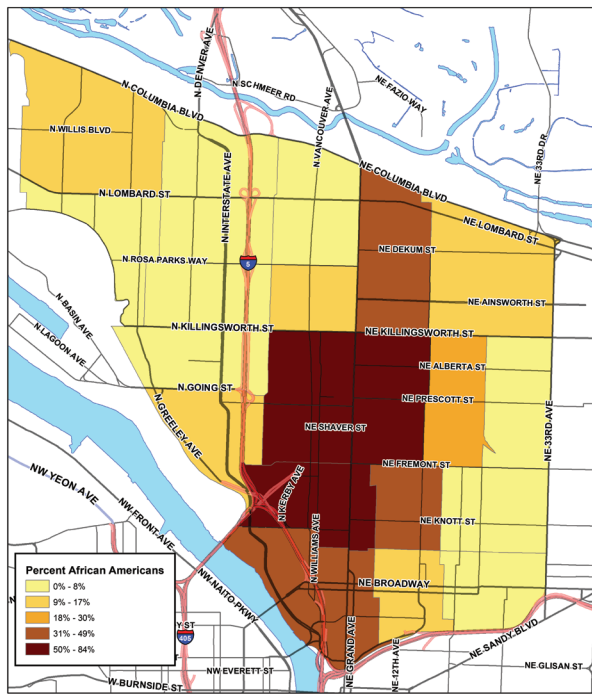 N DENVER AVE
N SCHMEER RD
NE FAZIO WAY
N COLUMBIA BLVD
N VANCOUVER AVE
NE 33RD DR
N WILLIS BLVD
N INTERSTATE AVE
NE COLUMBIA BLVD
N LOMBARD ST
NE LOMBARD ST
NE DEKUM ST
N ROSA PARKS WAY
5
NE AINSWORTH ST
N BASIN AVE
N KILLINGSWORTH ST
NE KILLINGSWORTH ST
N LAGOON AVE
NE ALBERTA ST
N GOING ST
NE PRESCOTT ST
N GREELEY AVE
NE SHAVER ST
NE 33RD AVE
NE FREMONT ST
NW YEON AVE
N KERBY AVE
NW FRONT AVE
NE KNOTT ST
N WILLIAMS AVE
Percent African Americans
0% - 8%
9% - 17%
18% - 30%
31% - 49%
50% - 84%
NW NAITO PKWY
NE BROADWAY
NE GRAND AVE
Y ST
405
NE SANDY BLVD
NE 12TH AVE
NW EVERETT ST
NE GLISAN ST
W BURNSIDE ST